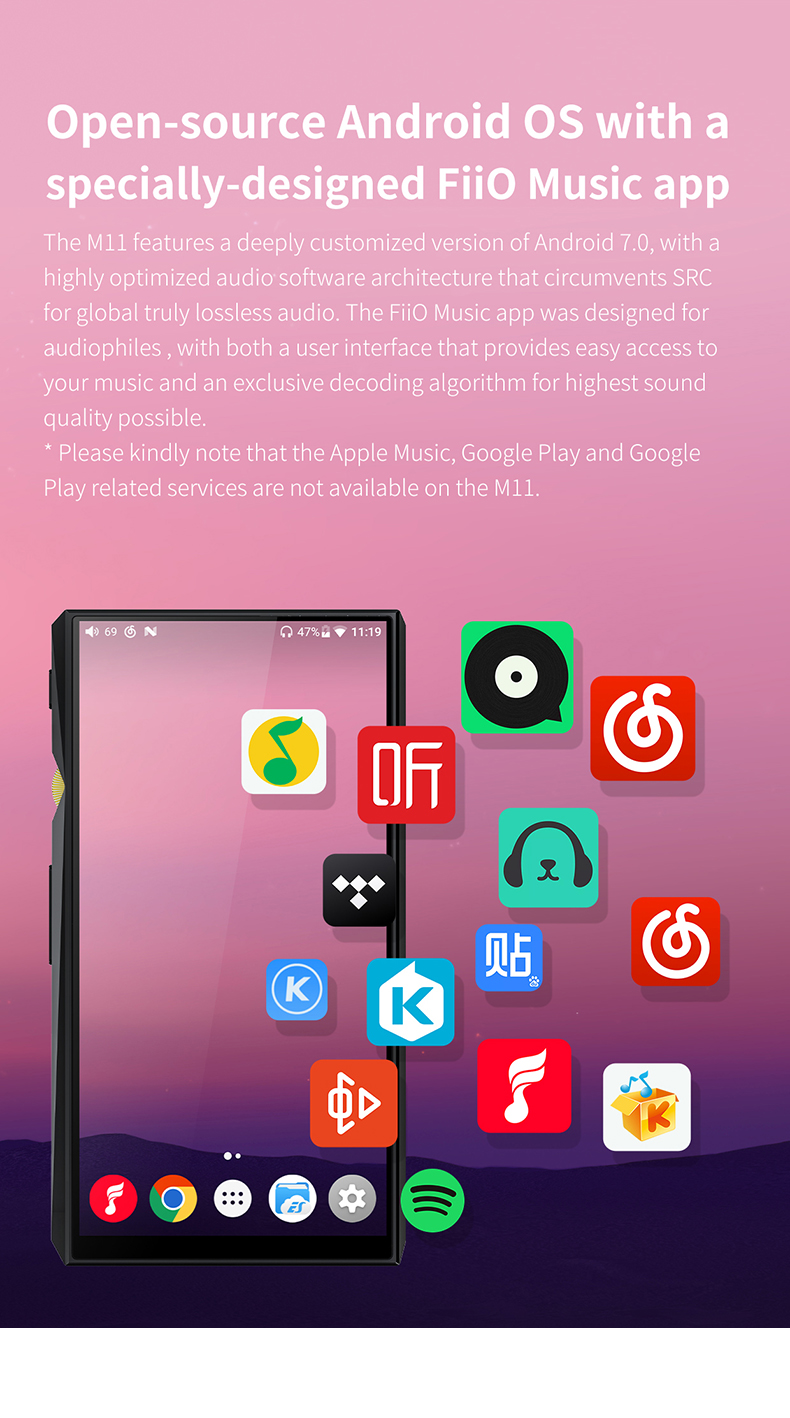 Open-source Android OS with a
specially-designed FiiO Music app
The M11 features a deeply customized version of Android 7.0, with a
highly optimized audio software architecture that circumvents SRC
for global truly lossless audio. The FiiO Music app was designed for
audiophiles , with both a user interface that provides easy access to
your music and an exclusive decoding algorithm for highest sound
quality possible.
* Please kindly note that the Apple Music, Google Play and Google
Play related services are not available on the M11.
69 47% 11:19
听
贴
K
K
K
ES